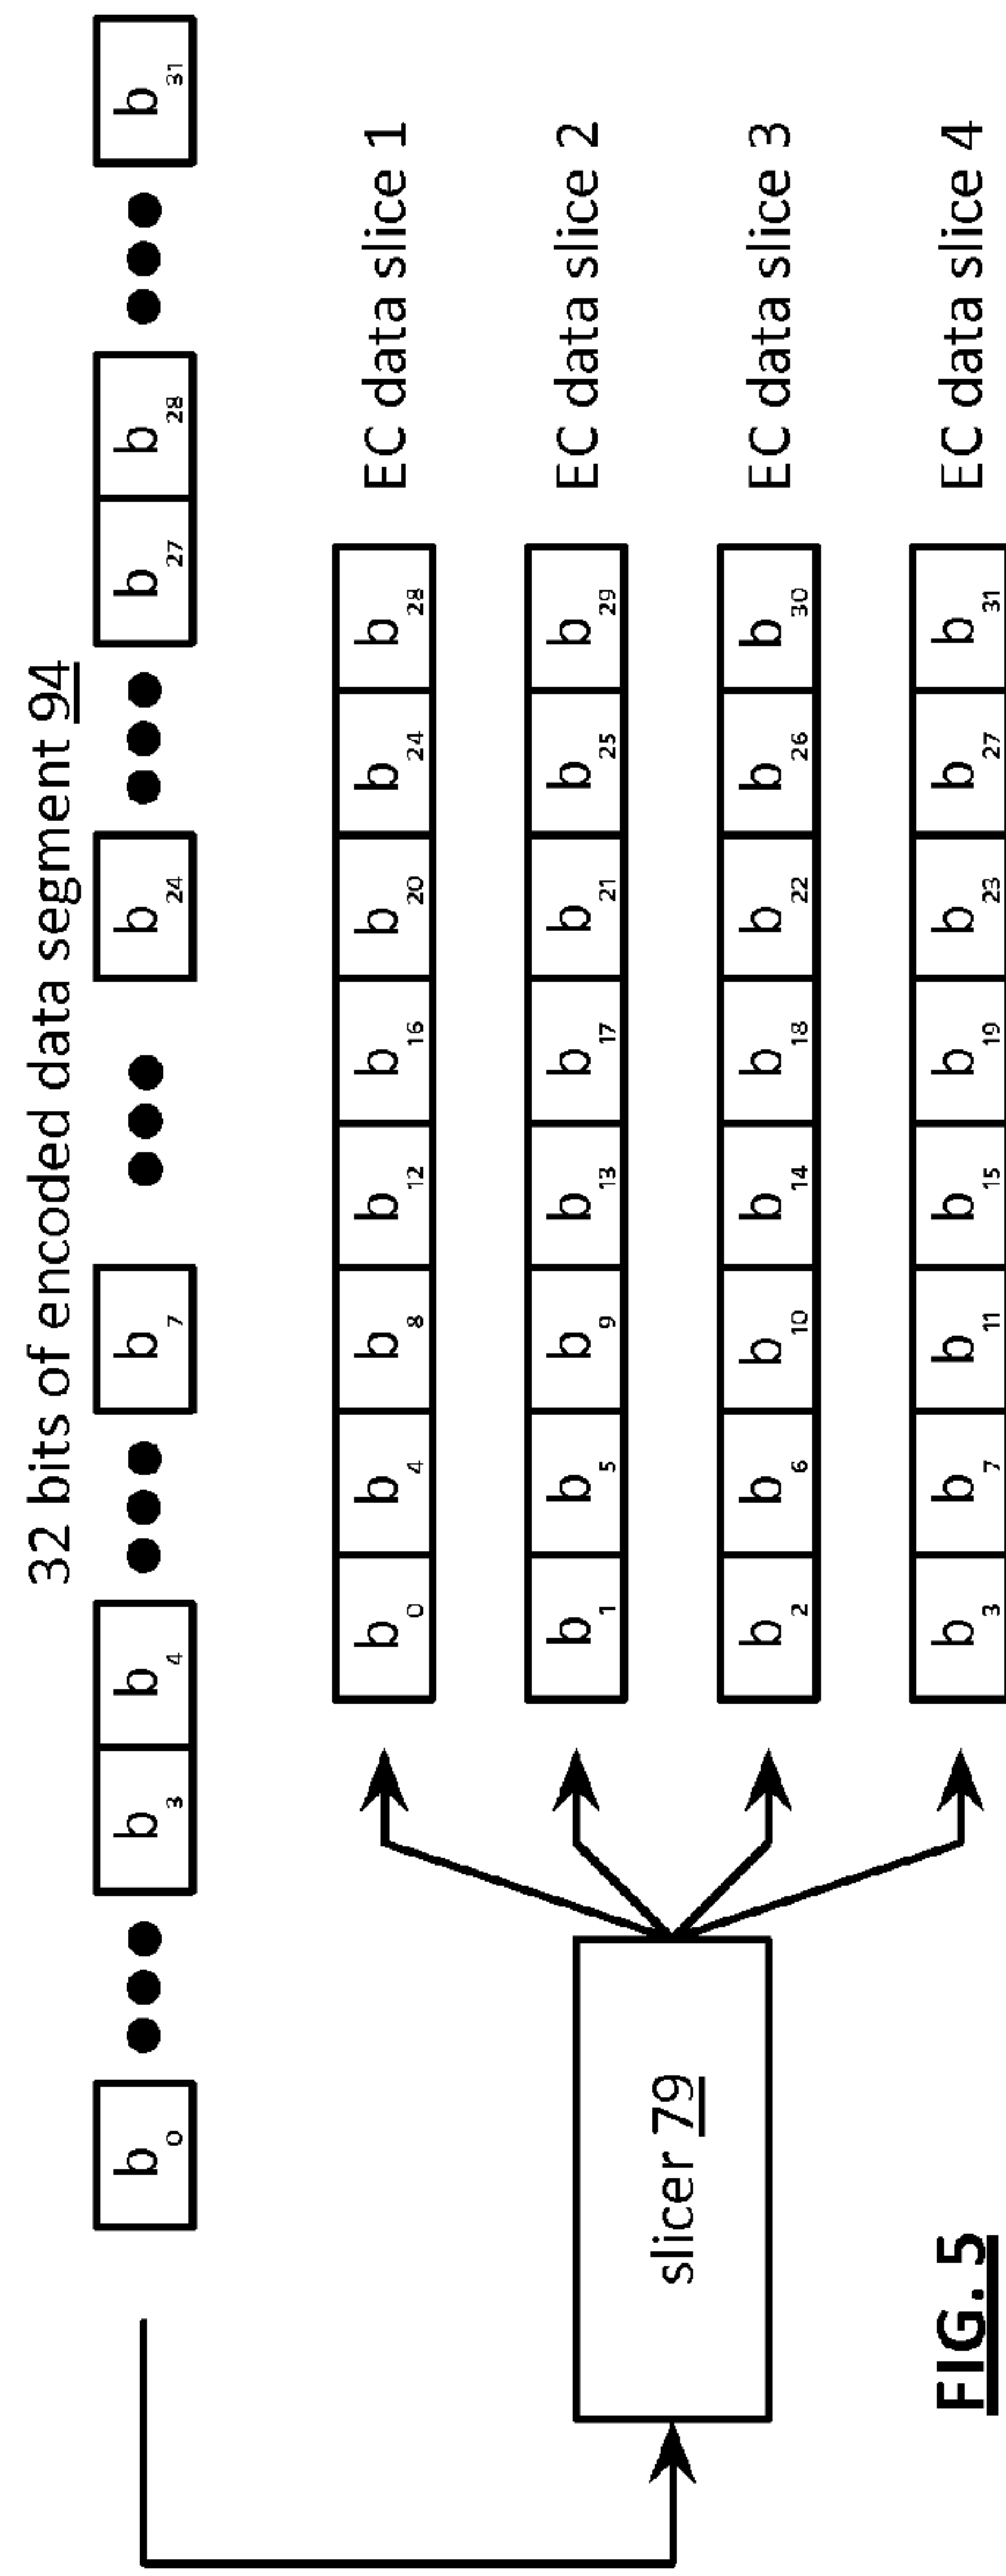 32 bits of encoded data segment 94
b0 ●●● b3 b4 ●●● b7 ●●● b24 ●●● b27 b28 ●●● b31
b0 b4 b8 b12 b16 b20 b24 b28 EC data slice 1
b1 b5 b9 b13 b17 b21 b25 b29 EC data slice 2
slicer 79
b2 b6 b10 b14 b18 b22 b26 b30 EC data slice 3
b3 b7 b11 b15 b19 b23 b27 b31 EC data slice 4
FIG. 5